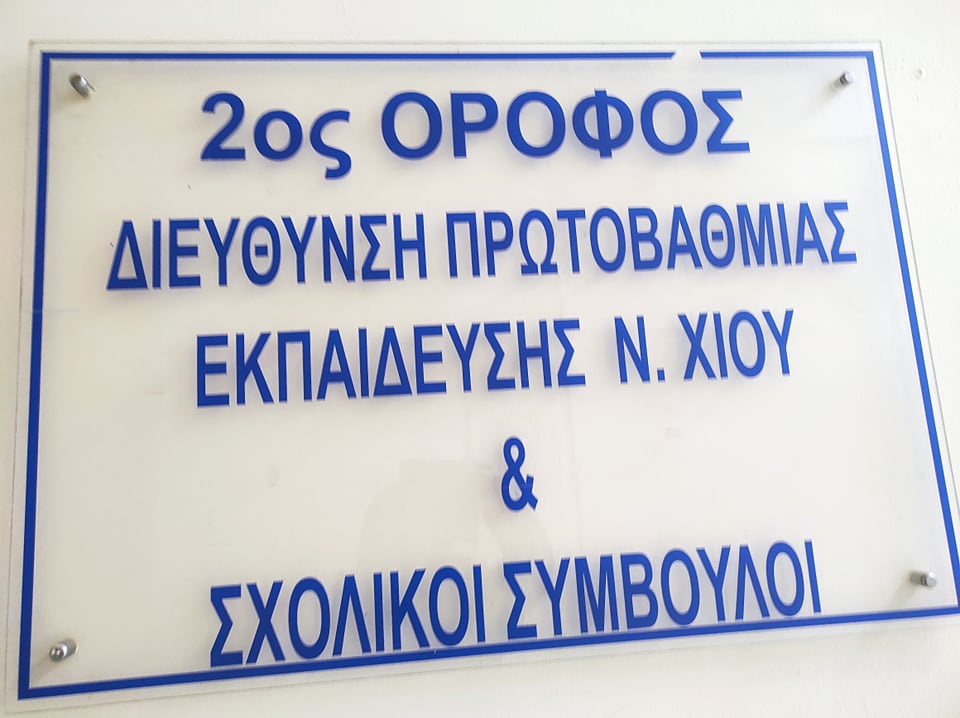 2ος ΟΡΟΦΟΣ
ΔΙΕΥΘΥΝΣΗ ΠΡΩΤΟΒΑΘΜΙΑΣ
ΕΚΠΑΙΔΕΥΣΗΣ Ν. ΧΙΟΥ
&
ΣΧΟΛΙΚΟΙ ΣΥΜΒΟΥΛΟΙ